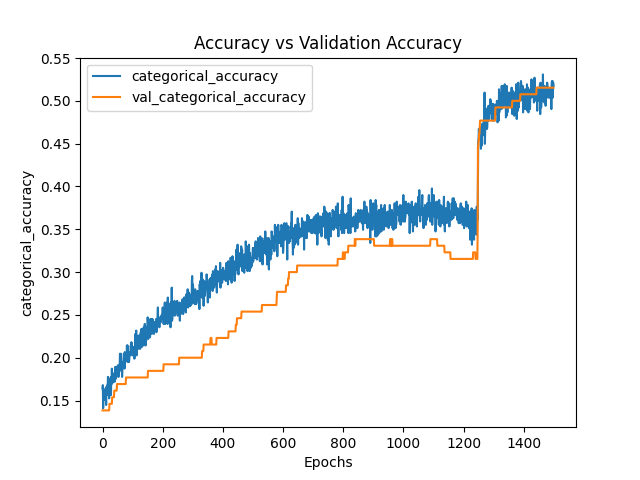 Accuracy vs Validation Accuracy
categorical_accuracy
val_categorical_accuracy
categorical_accuracy
0.55
0.50
0.45
0.40
0.35
0.30
0.25
0.20
0.15
0 200 400 600 800 1000 1200 1400
Epochs